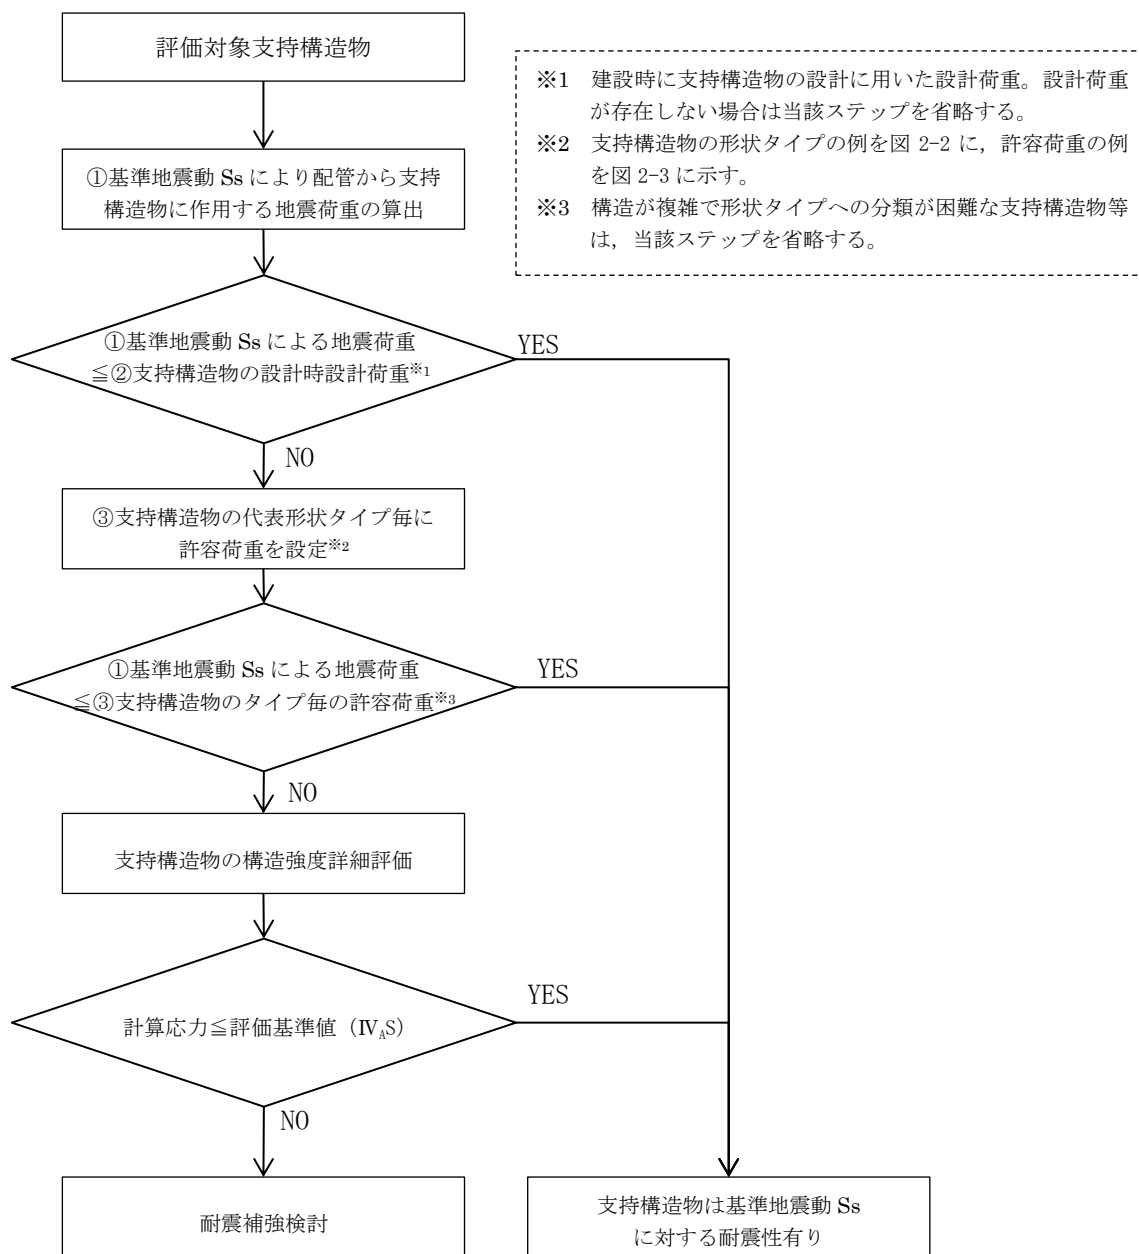 評価対象支持構造物
※1 建設時に支持構造物の設計に用いた設計荷重。設計荷重
が存在しない場合は当該ステップを省略する。
※2 支持構造物の形状タイプの例を図 2-2 に，許容荷重の例
を図 2-3 に示す。
※3 構造が複雑で形状タイプへの分類が困難な支持構造物等
は，当該ステップを省略する。
①基準地震動 Ss により配管から支持
構造物に作用する地震荷重の算出
①基準地震動 Ss による地震荷重
≦②支持構造物の設計時設計荷重※1
YES
NO
③支持構造物の代表形状タイプ毎に
許容荷重を設定※2
①基準地震動 Ss による地震荷重
≦③支持構造物のタイプ毎の許容荷重※3
YES
NO
支持構造物の構造強度詳細評価
計算応力≦評価基準値（ⅣAS）
YES
NO
耐震補強検討
支持構造物は基準地震動 Ss
に対する耐震性有り